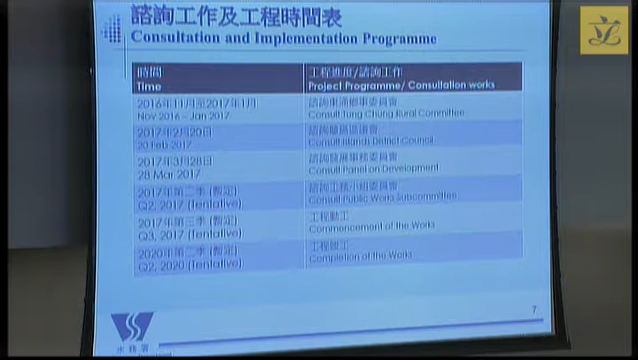 諮詢工作及工程時間表
Consultation and Implementation Programme
時間 工程進度/諮詢工作
Time Project Programme/ Consultation works
2016年11月至2017年1月 諮詢東涌鄉事委員會
Nov 2016 – Jan 2017 Consult Tung Chung Rural Committee
2017年2月20日 諮詢離島區議會
20 Feb 2017 Consult Islands District Council
2017年3月28日 諮詢發展事務委員會
28 Mar 2017 Consult Panel on Development
2017年第二季 (暫定) 諮詢工務小組委員會
Q2, 2017 (Tentative) Consult Public Works Subcommittee
2017年第三季 (暫定) 工程動工
Q3, 2017 (Tentative) Commencement of the Works
2020年第二季 (暫定) 工程竣工
Q2, 2020 (Tentative) Completion of the Works
水務署
7
立